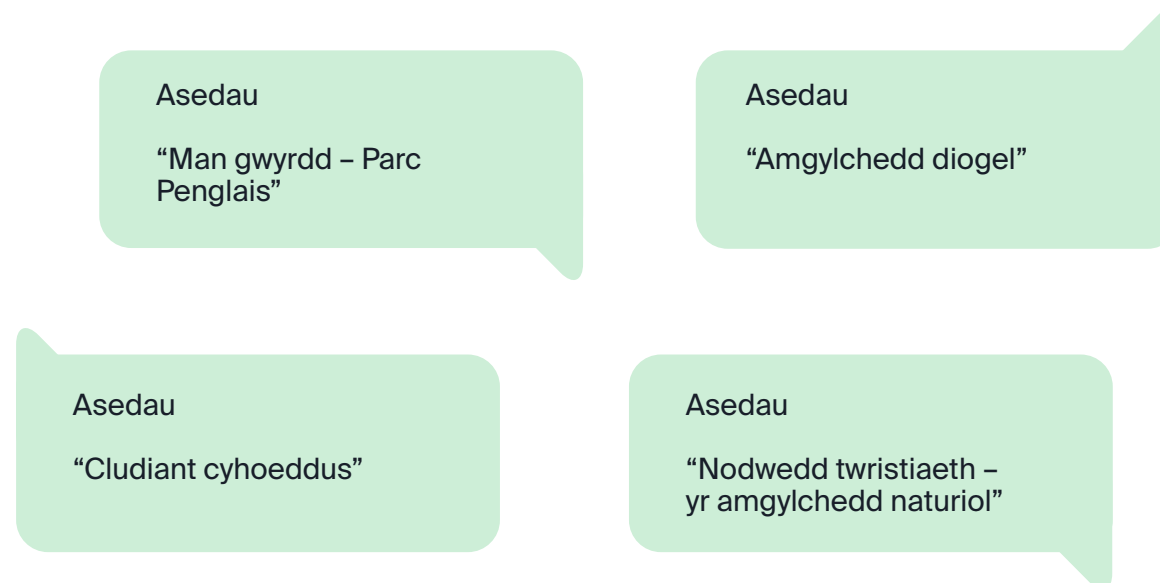 Asedau
“Man gwyrdd – Parc
Penglais”
Asedau
“Amgylchedd diogel”
Asedau
“Cludiant cyhoeddus”
Asedau
“Nodwedd twristiaeth –
yr amgylchedd naturiol”